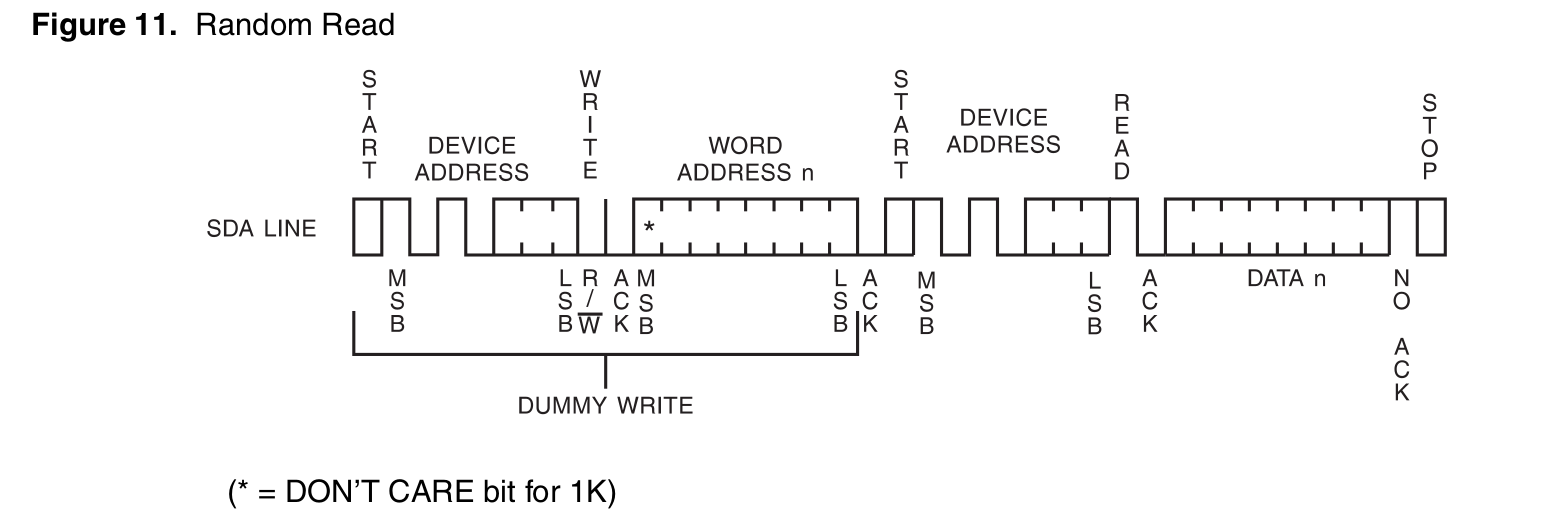 Figure 11. Random Read
START
WRITE
START
READ
STOP
DEVICE
ADDRESS
WORD
ADDRESS n
DEVICE
ADDRESS
SDA LINE
*
MSB
LSB
R/W̅
ACK
MSB
LSB
ACK
MSB
LSB
ACK
DATA n
NO ACK
DUMMY WRITE
(* = DON'T CARE bit for 1K)